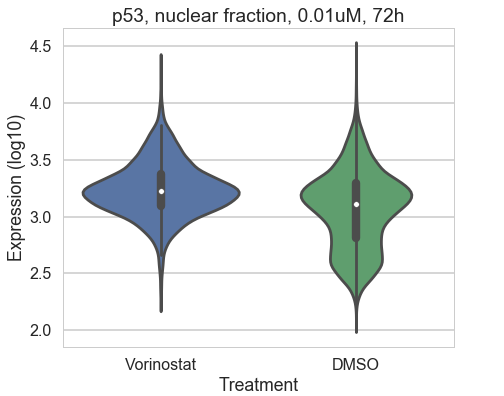 p53, nuclear fraction, 0.01uM, 72h
Expression (log10)
4.5
4.0
3.5
3.0
2.5
2.0
Vorinostat
DMSO
Treatment